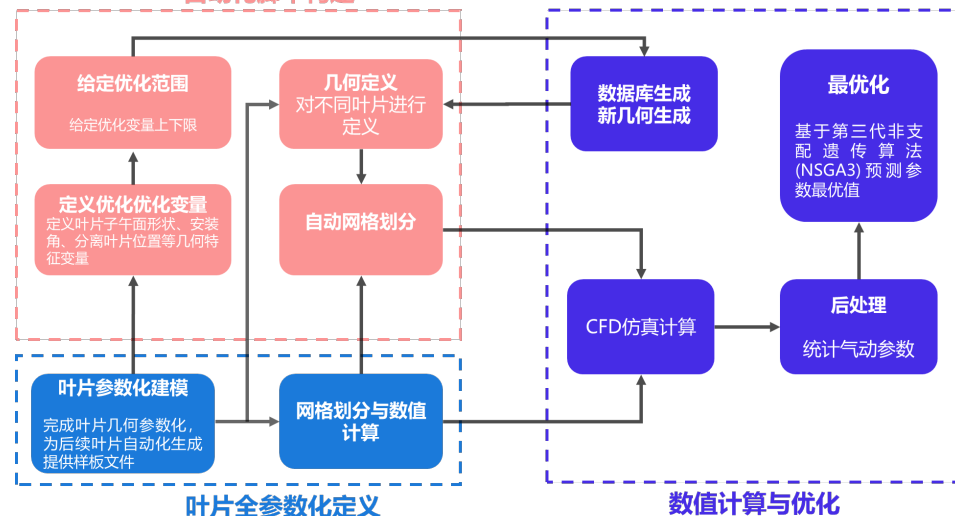 给定优化范围
给定优化变量上下限
几何定义
对不同叶片进行
定义
数据库生成
新几何生成
最优化
基于第三代非支
配遗传算法
(NSGA3)预测参
数最优值
定义优化优化变量
定义叶片子午面形状、安装
角、分离叶片位置等几何特
征变量
自动网格划分
CFD仿真计算
后处理
统计气动参数
叶片参数化建模
完成叶片几何参数化，
为后续叶片自动化生成
提供样板文件
网格划分与数值
计算
叶片全参数化定义
数值计算与优化